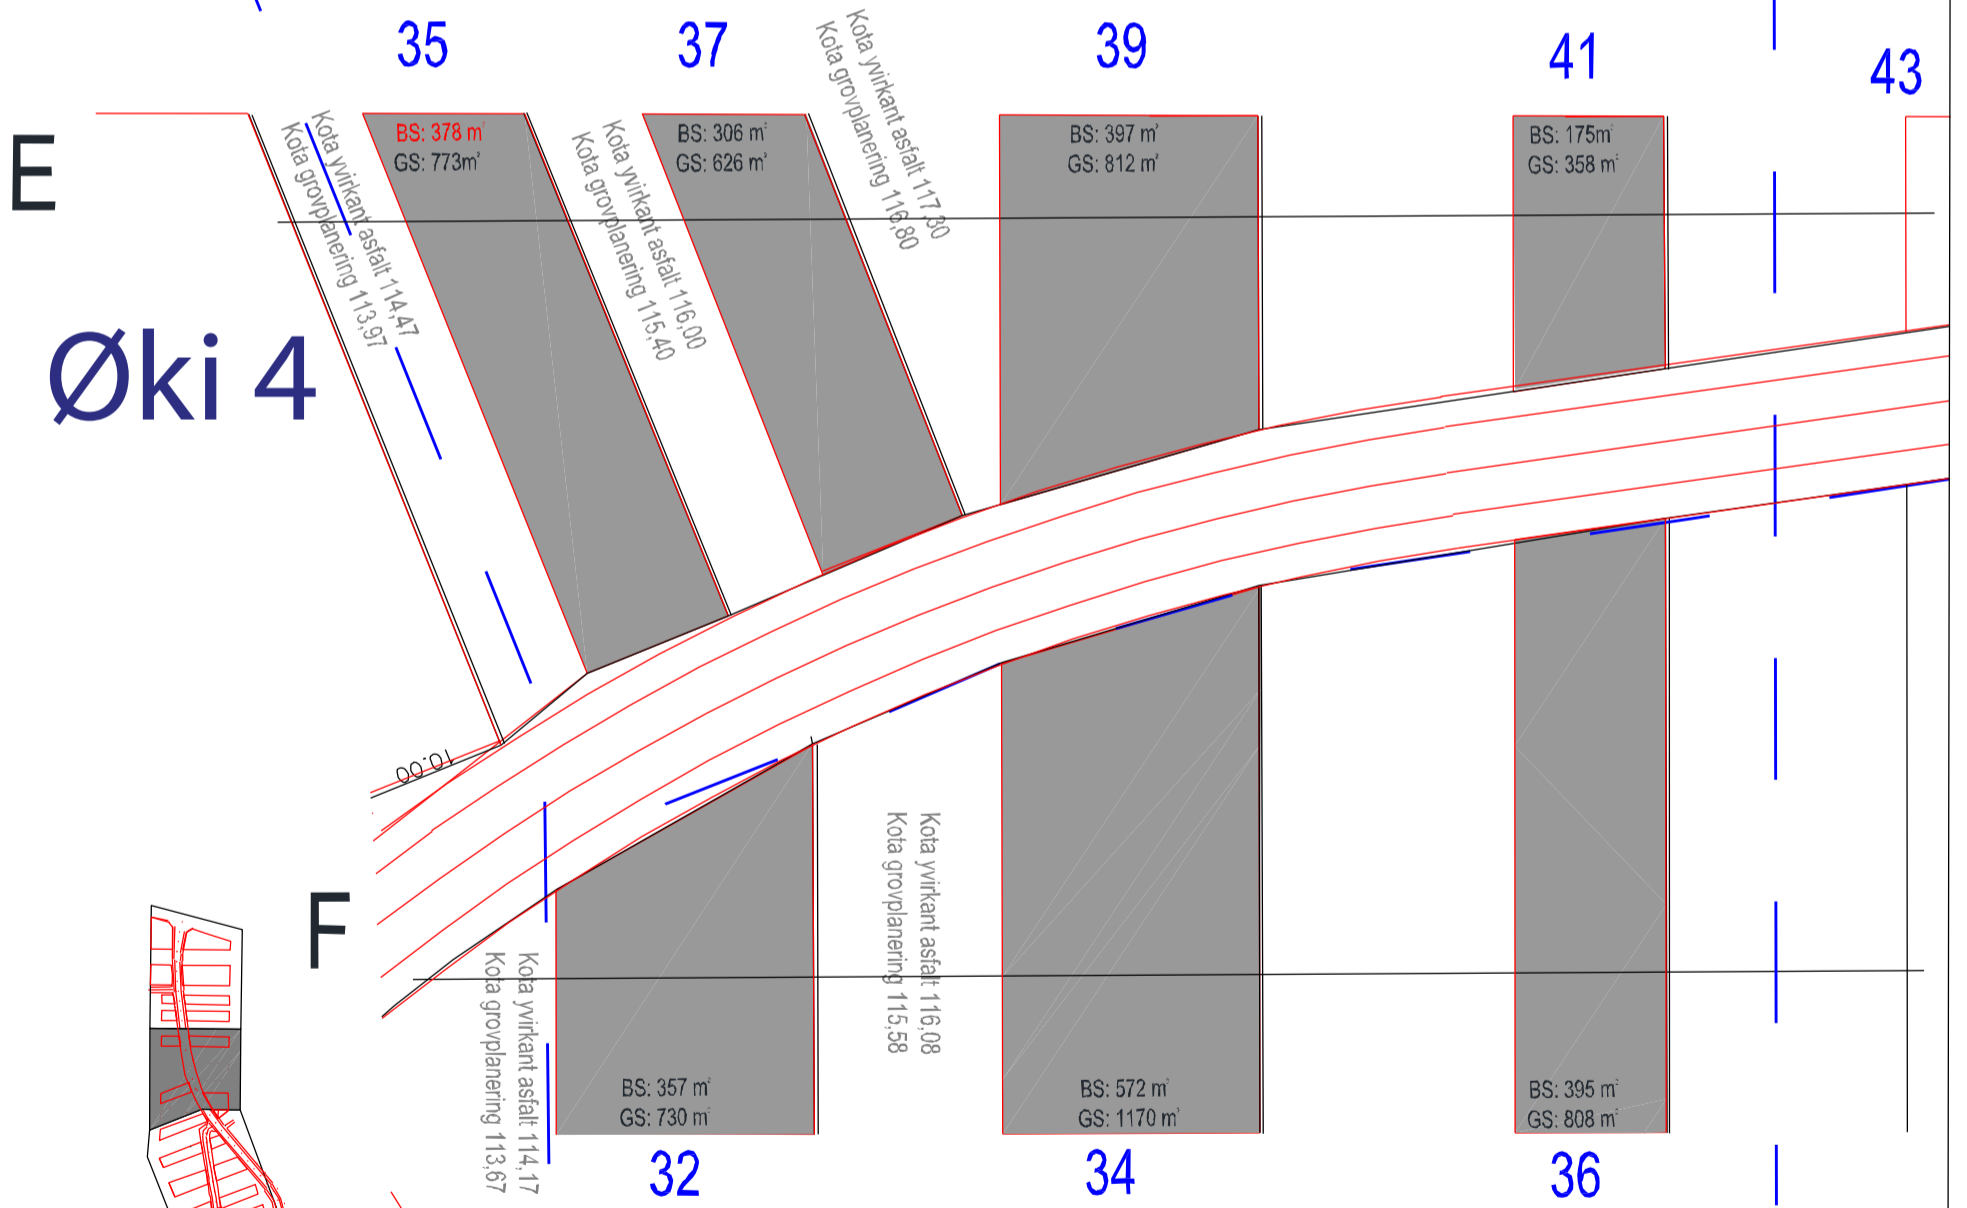 35
37
39
41
43
E
BS: 378 m²
GS: 773m²
BS: 306 m²
GS: 626 m²
BS: 397 m²
GS: 812 m²
BS: 175m²
GS: 358 m²
Kota yvirkant asfalt 114,47
Kota grovplanering 113,97
Kota yvirkant asfalt 116,00
Kota grovplanering 115,40
Kota yvirkant asfalt 117,30
Kota grovplanering 116,80
Øki 4
10.00
F
Kota yvirkant asfalt 114,17
Kota grovplanering 113,67
Kota yvirkant asfalt 116,08
Kota grovplanering 115,58
BS: 357 m²
GS: 730 m²
BS: 572 m²
GS: 1170 m²
BS: 395 m²
GS: 808 m²
32
34
36